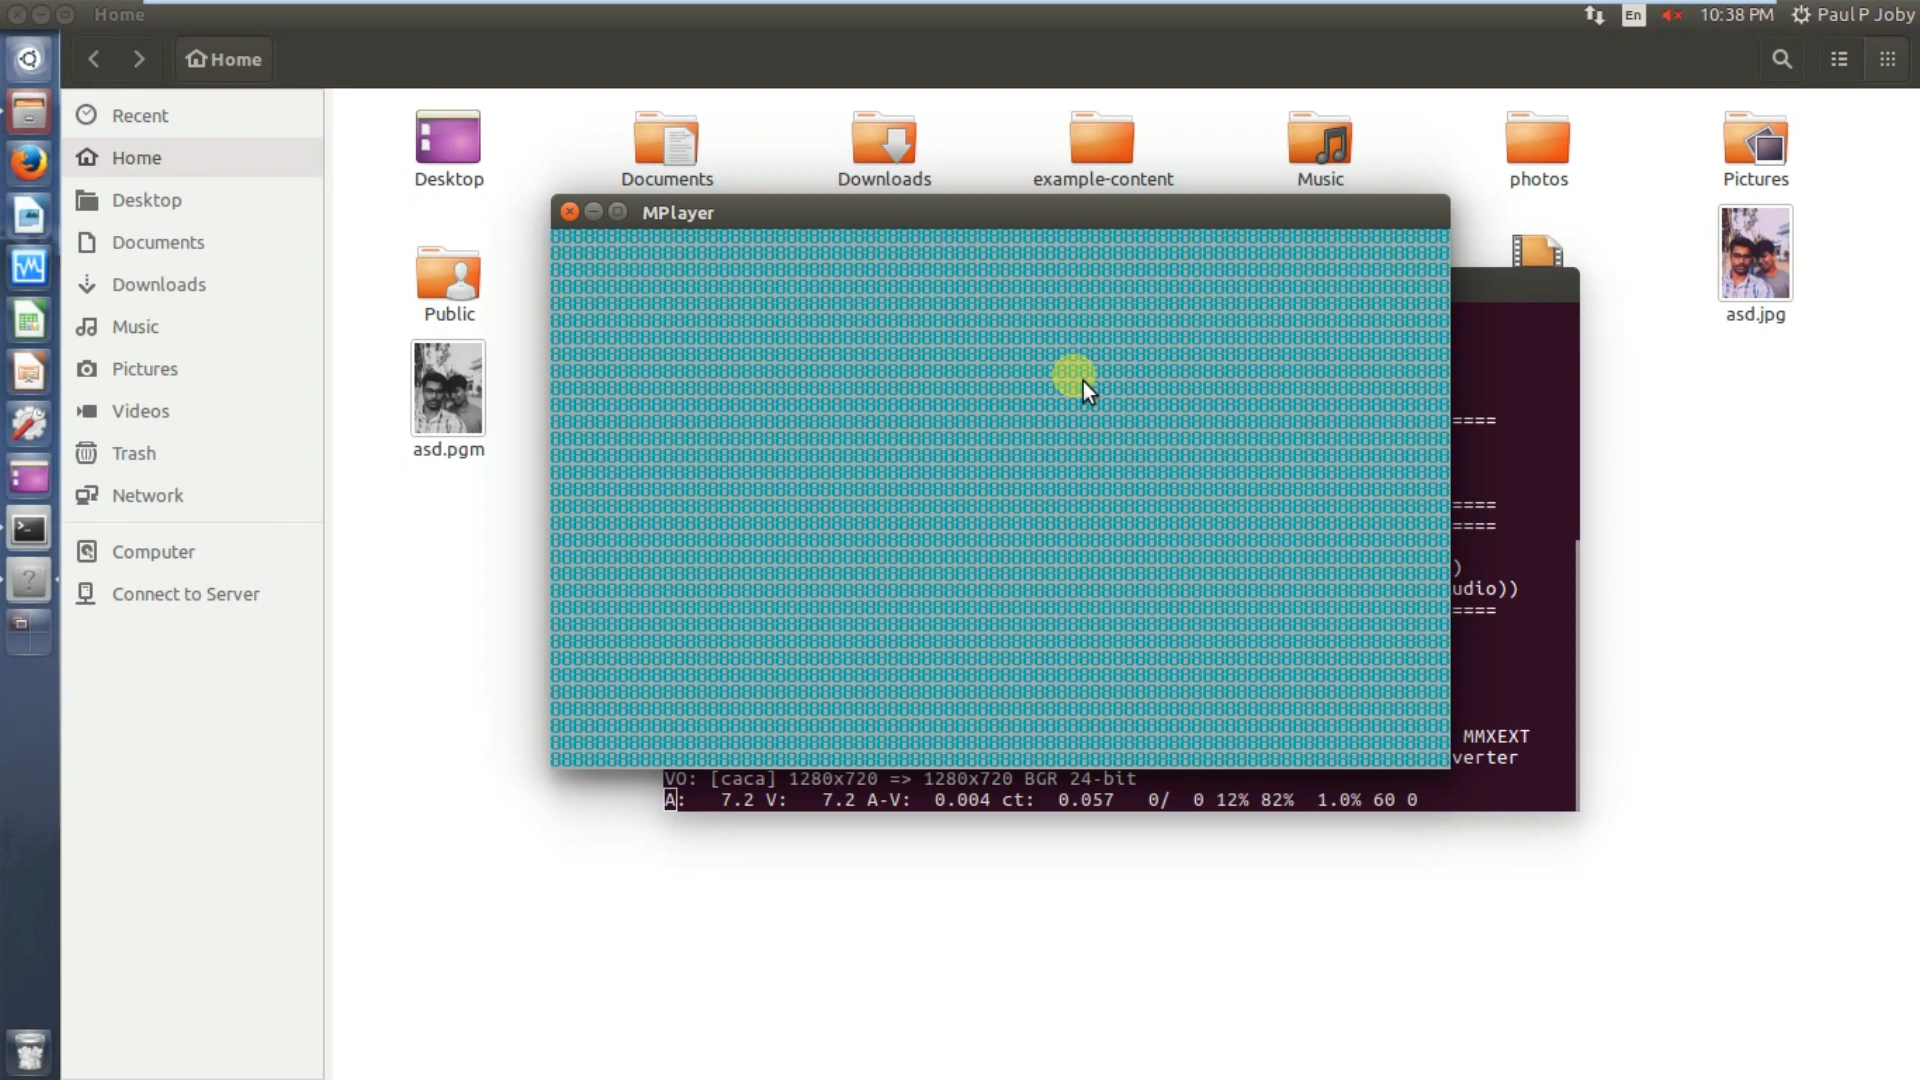 Home
En
10:38 PM
Paul P Joby
Home
Recent
Home
Desktop
Documents
Downloads
Music
Pictures
Videos
Trash
Network
Computer
Connect to Server
Desktop
Documents
Downloads
example-content
Music
photos
Pictures
Public
asd.jpg
asd.pgm
MPlayer
====
====
====
)
udio))
====
MMXEXT
verter
VO: [caca] 1280x720 => 1280x720 BGR 24-bit
A:   7.2 V:   7.2 A-V:  0.004 ct:  0.057   0/  0 12% 82%  1.0% 60 0